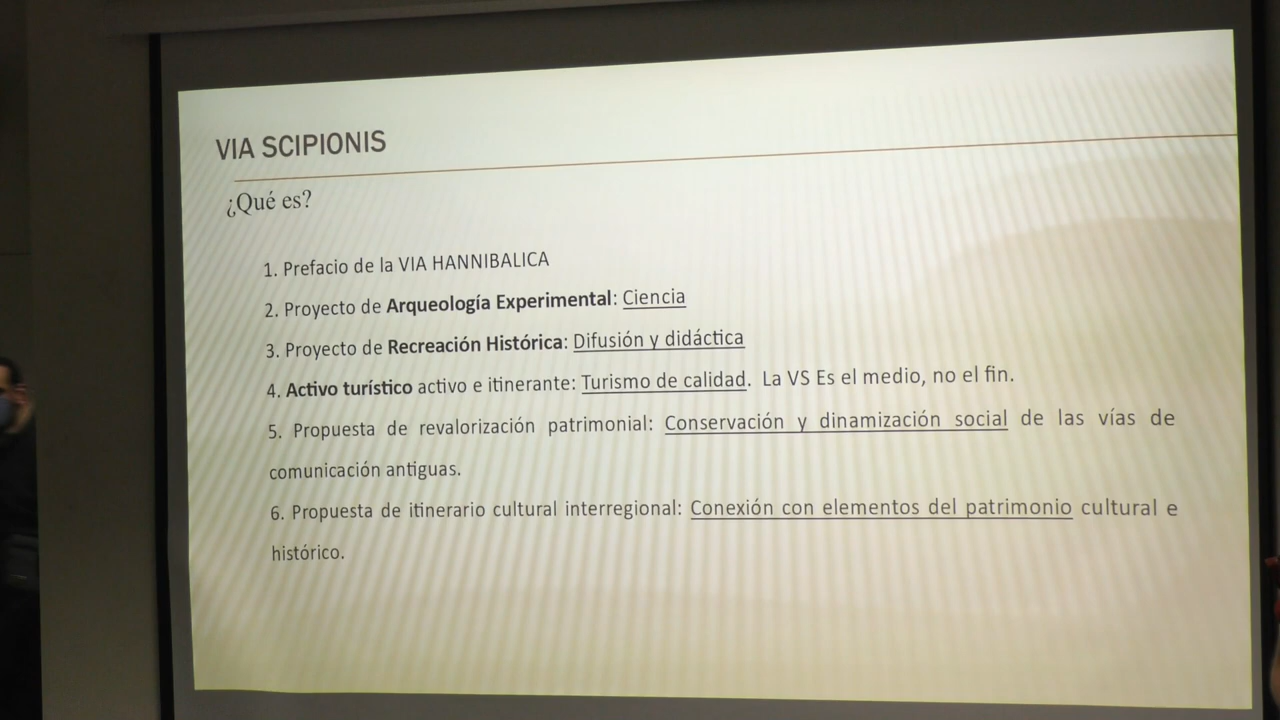 VIA SCIPIONIS
¿Qué es?
1. Prefacio de la VIA HANNIBALICA
2. Proyecto de Arqueología Experimental: Ciencia
3. Proyecto de Recreación Histórica: Difusión y didáctica
4. Activo turístico activo e itinerante: Turismo de calidad. La VS Es el medio, no el fin.
5. Propuesta de revalorización patrimonial: Conservación y dinamización social de las vías de
comunicación antiguas.
6. Propuesta de itinerario cultural interregional: Conexión con elementos del patrimonio cultural e
histórico.